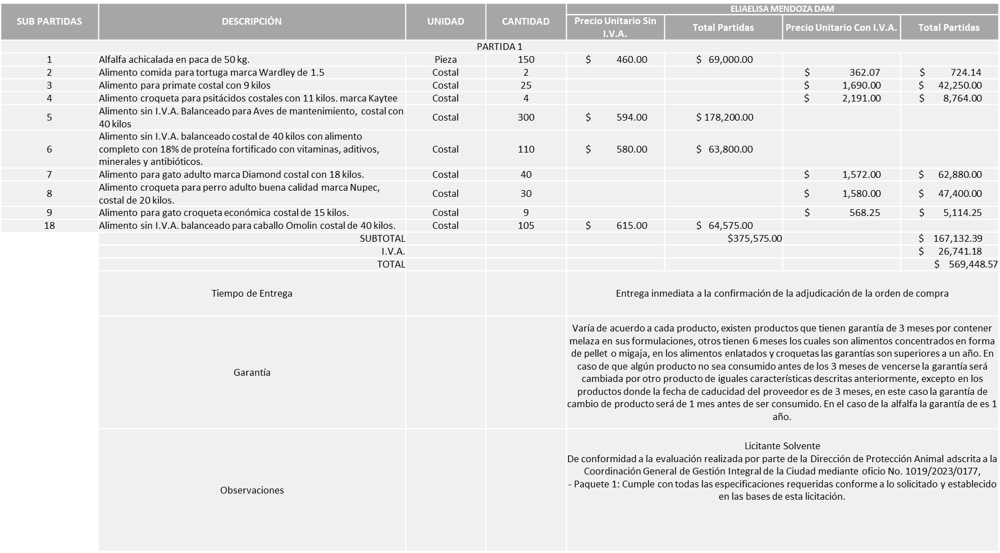 ELIAELISA MENDOZA DAM
SUB PARTIDAS DESCRIPCIÓN UNIDAD CANTIDAD Precio Unitario Sin I.V.A. Total Partidas Precio Unitario Con I.V.A. Total Partidas
PARTIDA 1
1 Alfalfa achicalada en paca de 50 kg. Pieza 150 $ 460.00 $ 69,000.00
2 Alimento comida para tortuga marca Wardley de 1.5 Costal 2 $ 362.07 $ 724.14
3 Alimento para primate costal con 9 kilos Costal 25 $ 1,690.00 $ 42,250.00
4 Alimento croqueta para psitácidos costales con 11 kilos. marca Kaytee Costal 4 $ 2,191.00 $ 8,764.00
5 Alimento sin I.V.A. Balanceado para Aves de mantenimiento, costal con
40 kilos Costal 300 $ 594.00 $ 178,200.00
6 Alimento sin I.V.A. balanceado costal de 40 kilos con alimento
completo con 18% de proteína fortificado con vitaminas, aditivos,
minerales y antibióticos. Costal 110 $ 580.00 $ 63,800.00
7 Alimento para gato adulto marca Diamond costal con 18 kilos. Costal 40 $ 1,572.00 $ 62,880.00
8 Alimento croqueta para perro adulto buena calidad marca Nupec,
costal de 20 kilos. Costal 30 $ 1,580.00 $ 47,400.00
9 Alimento para gato croqueta económica costal de 15 kilos. Costal 9 $ 568.25 $ 5,114.25
18 Alimento sin I.V.A. balanceado para caballo Omolin costal de 40 kilos. Costal 105 $ 615.00 $ 64,575.00
SUBTOTAL $375,575.00 $ 167,132.39
I.V.A. $ 26,741.18
TOTAL $ 569,448.57
Tiempo de Entrega Entrega inmediata a la confirmación de la adjudicación de la orden de compra
Garantía
Varía de acuerdo a cada producto, existen productos que tienen garantía de 3 meses por contener
melaza en sus formulaciones, otros tienen 6 meses los cuales son alimentos concentrados en forma
de pellet o migaja, en los alimentos enlatados y croquetas las garantías son superiores a un año. En
caso de que algún producto no sea consumido antes de los 3 meses de vencerse la garantía será
cambiada por otro producto de iguales características descritas anteriormente, excepto en los
productos donde la fecha de caducidad del proveedor es de 3 meses, en este caso la garantía de
cambio de producto será de 1 mes antes de ser consumido. En el caso de la alfalfa la garantía de es 1
año.
Observaciones
Licitante Solvente
De conformidad a la evaluación realizada por parte de la Dirección de Protección Animal adscrita a la
Coordinación General de Gestión Integral de la Ciudad mediante oficio No. 1019/2023/0177,
- Paquete 1: Cumple con todas las especificaciones requeridas conforme a lo solicitado y establecido
en las bases de esta licitación.